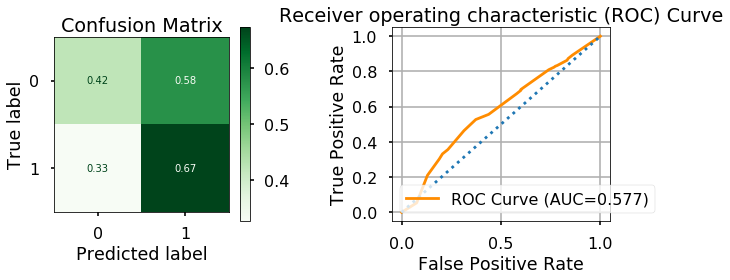 Confusion Matrix
True label
0
1
0.42
0.58
0.33
0.67
0
1
Predicted label
0.6
0.5
0.4
Receiver operating characteristic (ROC) Curve
True Positive Rate
1.0
0.8
0.6
0.4
0.2
0.0
ROC Curve (AUC=0.577)
0.0
0.5
1.0
False Positive Rate